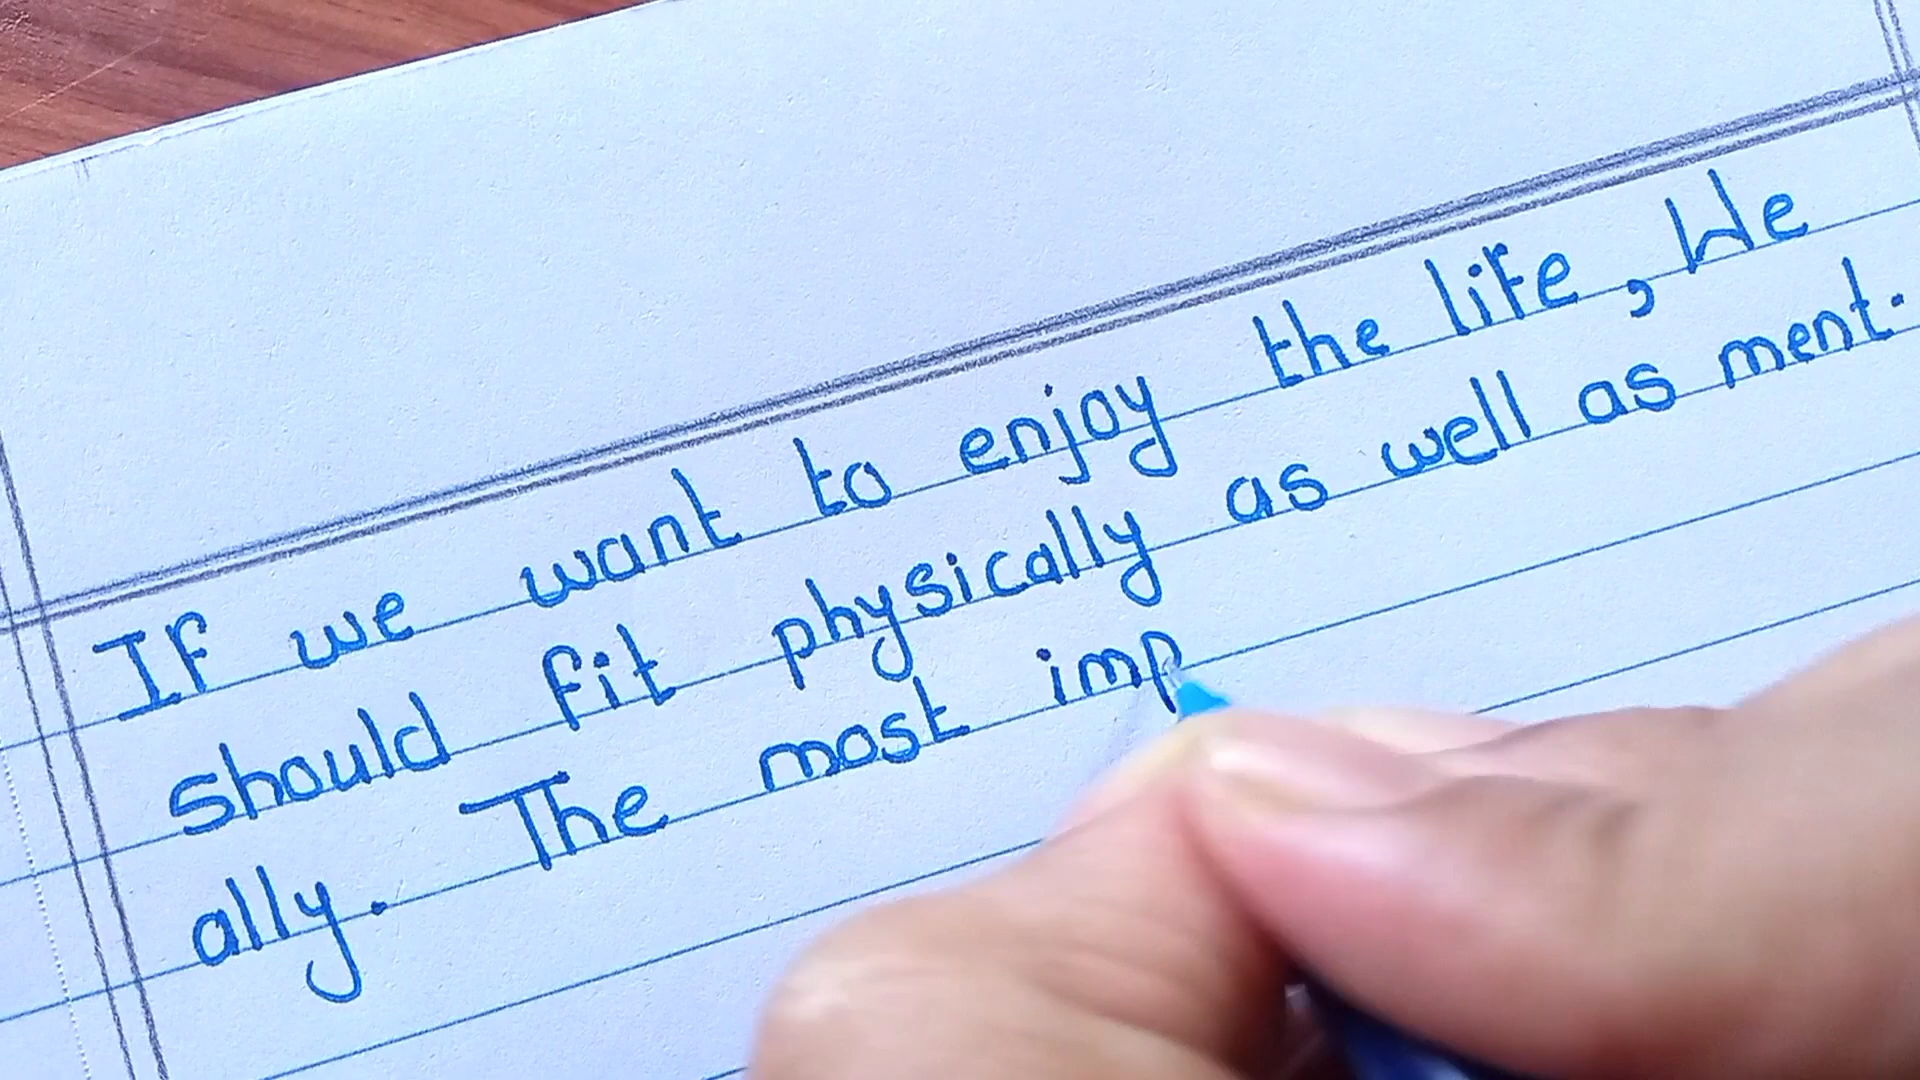 If we want to enjoy the life, We
should fit physically as well as ment.
ally. The most imp